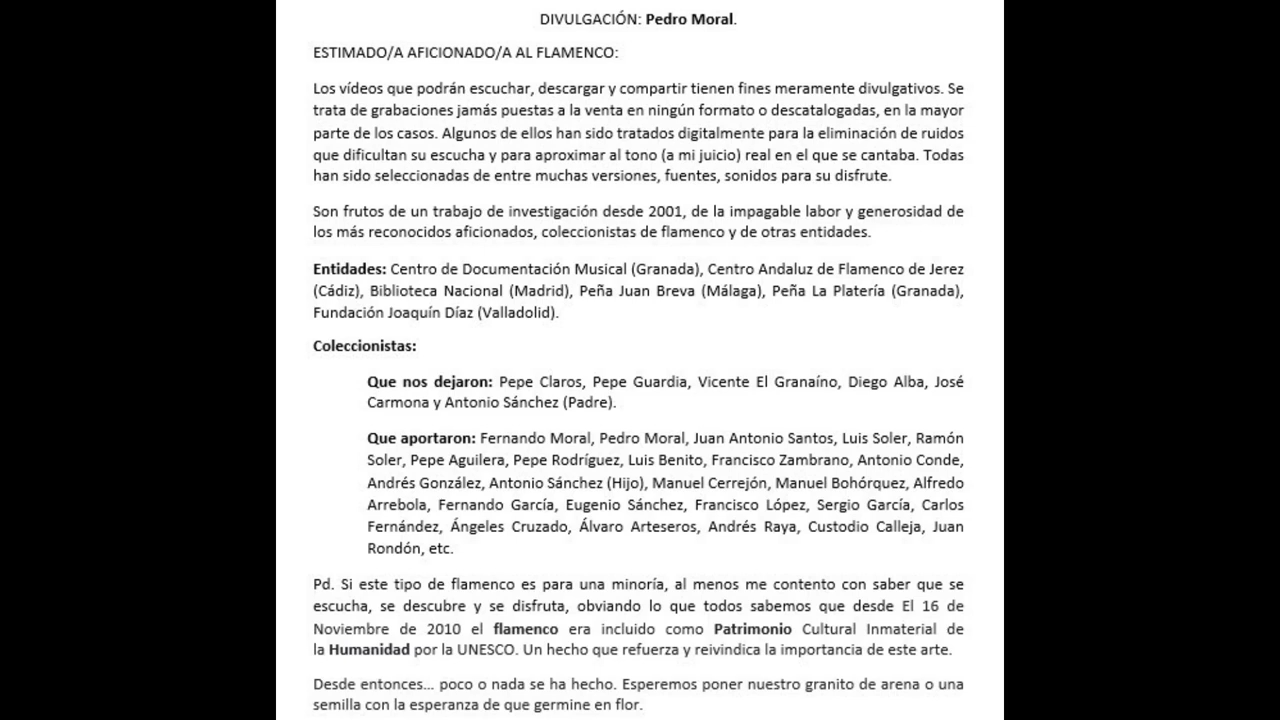 DIVULGACIÓN: Pedro Moral.
ESTIMADO/A AFICIONADO/A AL FLAMENCO:
Los vídeos que podrán escuchar, descargar y compartir tienen fines meramente divulgativos. Se
trata de grabaciones jamás puestas a la venta en ningún formato o descatalogadas, en la mayor
parte de los casos. Algunos de ellos han sido tratados digitalmente para la eliminación de ruidos
que dificultan su escucha y para aproximar al tono (a mi juicio) real en el que se cantaba. Todas
han sido seleccionadas de entre muchas versiones, fuentes, sonidos para su disfrute.
Son frutos de un trabajo de investigación desde 2001, de la impagable labor y generosidad de
los más reconocidos aficionados, coleccionistas de flamenco y de otras entidades.
Entidades: Centro de Documentación Musical (Granada), Centro Andaluz de Flamenco de Jerez
(Cádiz), Biblioteca Nacional (Madrid), Peña Juan Breva (Málaga), Peña La Platería (Granada),
Fundación Joaquín Díaz (Valladolid).
Coleccionistas:
Que nos dejaron: Pepe Claros, Pepe Guardia, Vicente El Granaíno, Diego Alba, José
Carmona y Antonio Sánchez (Padre).
Que aportaron: Fernando Moral, Pedro Moral, Juan Antonio Santos, Luis Soler, Ramón
Soler, Pepe Aguilera, Pepe Rodríguez, Luis Benito, Francisco Zambrano, Antonio Conde,
Andrés González, Antonio Sánchez (Hijo), Manuel Cerrejón, Manuel Bohórquez, Alfredo
Arrebola, Fernando García, Eugenio Sánchez, Francisco López, Sergio García, Carlos
Fernández, Ángeles Cruzado, Álvaro Arteseros, Andrés Raya, Custodio Calleja, Juan
Rondón, etc.
Pd. Si este tipo de flamenco es para una minoría, al menos me contento con saber que se
escucha, se descubre y se disfruta, obviando lo que todos sabemos que desde El 16 de
Noviembre de 2010 el flamenco era incluido como Patrimonio Cultural Inmaterial de
la Humanidad por la UNESCO. Un hecho que refuerza y reivindica la importancia de este arte.
Desde entonces... poco o nada se ha hecho. Esperemos poner nuestro granito de arena o una
semilla con la esperanza de que germine en flor.